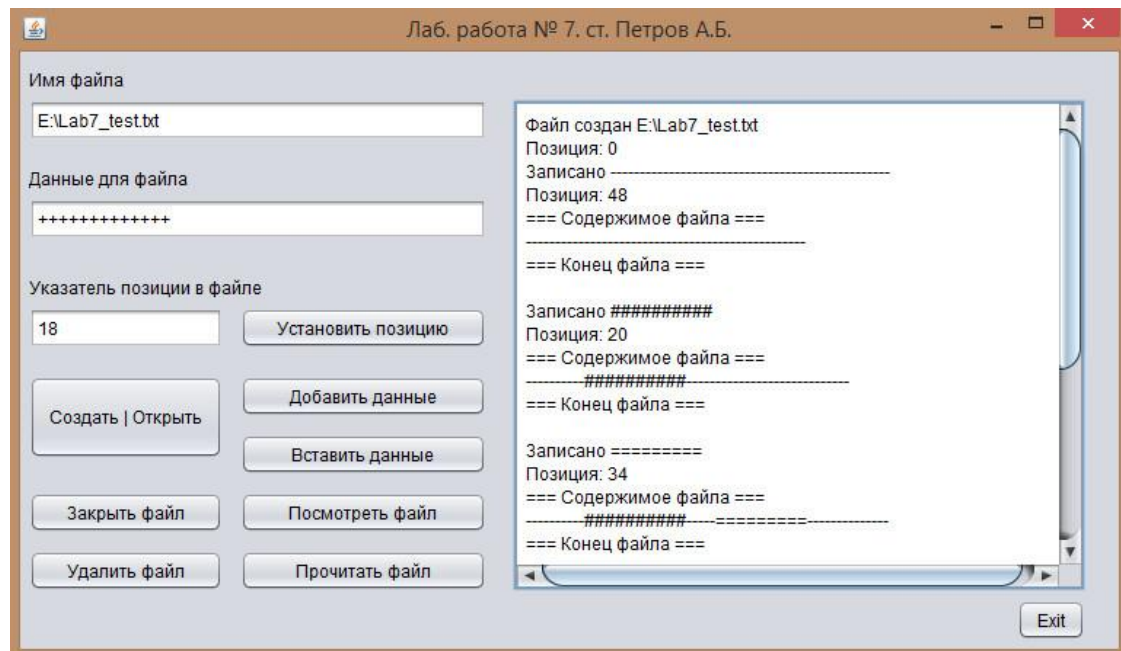 Лаб. работа № 7. ст. Петров А.Б.
Имя файла
E:\Lab7_test.txt
Данные для файла
+++++++++++++
Указатель позиции в файле
18
Установить позицию
Создать | Открыть
Добавить данные
Вставить данные
Закрыть файл
Посмотреть файл
Удалить файл
Прочитать файл
Файл создан E:\Lab7_test.txt
Позиция: 0
Записано ------------------------------------------------
Позиция: 48
=== Содержимое файла ===
------------------------------------------------
=== Конец файла ===
Записано ##########
Позиция: 20
=== Содержимое файла ===
----------##########----------------------------
=== Конец файла ===
Записано =========
Позиция: 34
=== Содержимое файла ===
----------##########-----=========--------------
=== Конец файла ===
Exit